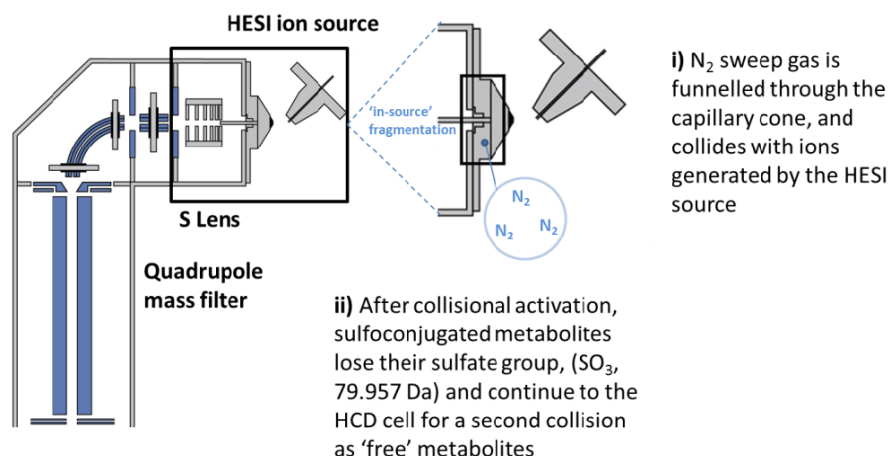 HESI ion source
'in-source'
fragmentation
N₂
N₂
N₂
S Lens
Quadrupole
mass filter
i) N₂ sweep gas is
funnelled through the
capillary cone, and
collides with ions
generated by the HESI
source
ii) After collisional activation,
sulfoconjugated metabolites
lose their sulfate group, (SO₃,
79.957 Da) and continue to the
HCD cell for a second collision
as ‘free’ metabolites